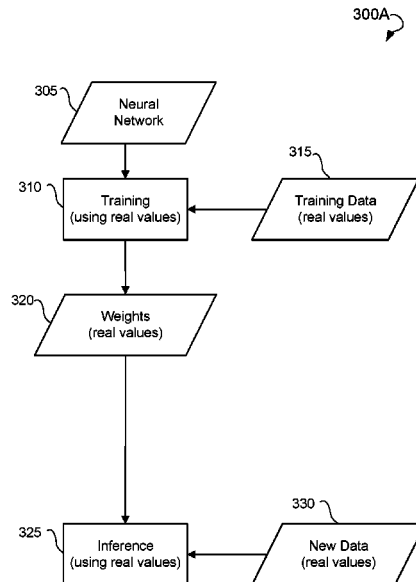 300A
305
Neural
Network
310
Training
(using real values)
315
Training Data
(real values)
320
Weights
(real values)
325
Inference
(using real values)
330
New Data
(real values)